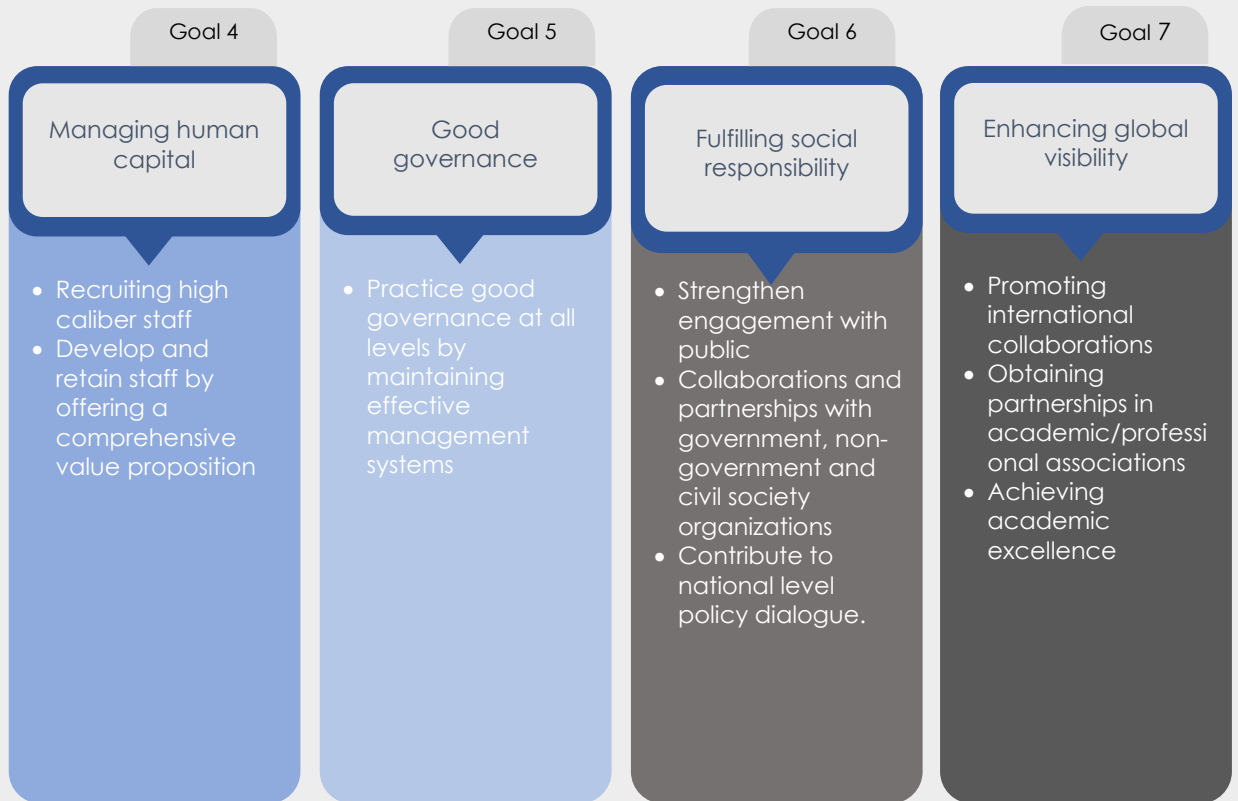 Goal 4
Managing human
capital
• Recruiting high
caliber staff
• Develop and
retain staff by
offering a
comprehensive
value proposition
Goal 5
Good
governance
• Practice good
governance at all
levels by
maintaining
effective
management
systems
Goal 6
Fulfilling social
responsibility
• Strengthen
engagement with
public
• Collaborations and
partnerships with
government, non-
government and
civil society
organizations
• Contribute to
national level
policy dialogue.
Goal 7
Enhancing global
visibility
• Promoting
international
collaborations
• Obtaining
partnerships in
academic/professi
onal associations
• Achieving
academic
excellence